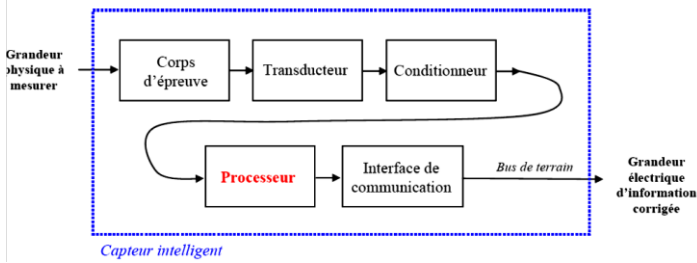 Grandeur
physique à
mesurer
Corps
d'épreuve
Transducteur
Conditionneur
Processeur
Interface de
communication
Bus de terrain
Grandeur
électrique
d'information
corrigée
Capteur intelligent